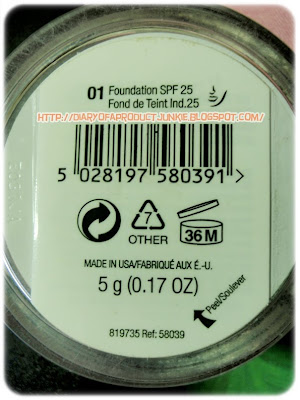 01 Foundation SPF 25
Fond de Teint Ind.25
HTTP://DIARYOFAPRODUCTJUNKIE.BLOGSPOT.COM/
5 028197 580391 >
7
OTHER
36 M
MADE IN USA/FABRIQUÉ AUX É.-U.
5 g (0.17 OZ)
Peel/Soulever
819735 Ref: 58039